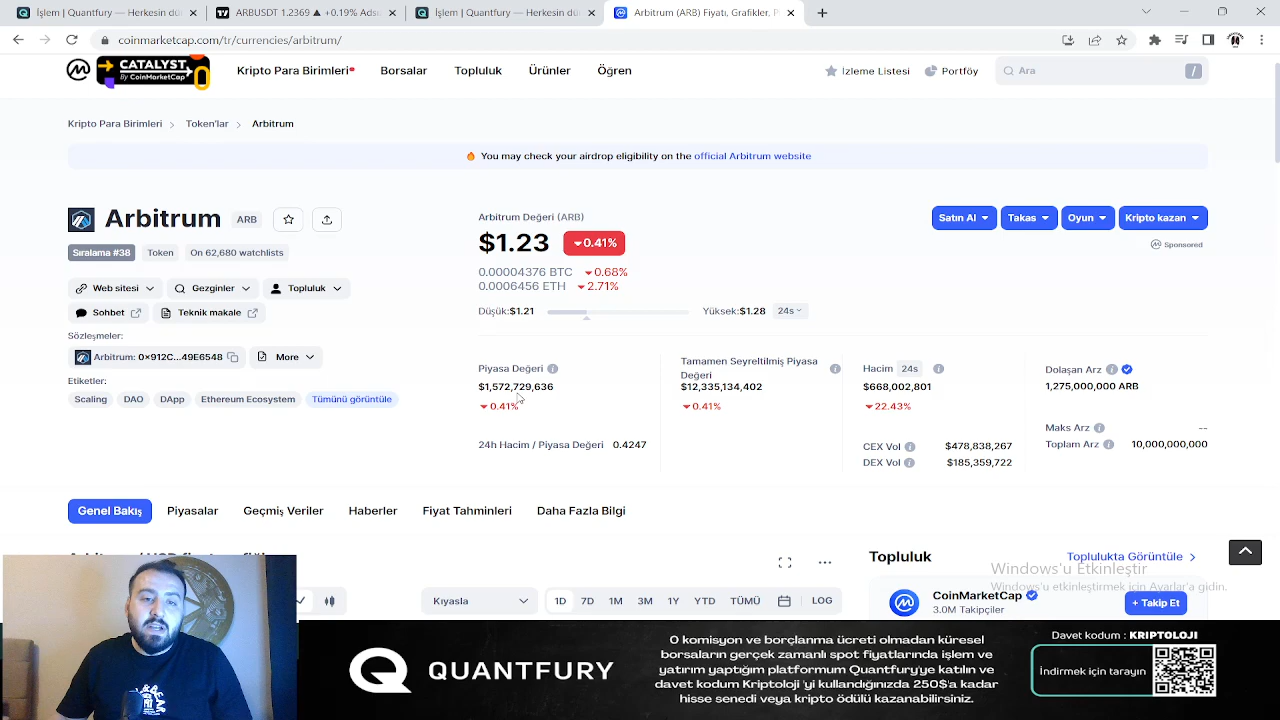 İşlem | Quantfury — Herkesin dür
ARBUSDT 1.2369 ▲ +0.19% Adsız
İşlem | Quantfury — Herkesin dür
Arbitrum (ARB) Fiyatı, Grafikler, P
coinmarketcap.com/tr/currencies/arbitrum/
CATALYST
By CoinMarketCap
Kripto Para Birimleri
Borsalar
Topluluk
Ürünler
Öğren
İzleme Listesi
Portföy
Ara
/
Kripto Para Birimleri > Token'lar > Arbitrum
You may check your airdrop eligibility on the official Arbitrum website
Arbitrum ARB
Sıralama #38
Token
On 62,680 watchlists
Web sitesi
Gezginler
Topluluk
Sohbet
Teknik makale
Sözleşmeler:
Arbitrum: 0x912C...49E6548
More
Etiketler:
Scaling
DAO
DApp
Ethereum Ecosystem
Tümünü görüntüle
Arbitrum Değeri (ARB)
$1.23
0.41%
0.00004376 BTC 0.68%
0.0006456 ETH 2.71%
Düşük:$1.21
Yüksek:$1.28
24s
Satın Al
Takas
Oyun
Kripto kazan
Sponsored
Piyasa Değeri
$1,572,729,636
0.41%
24h Hacim / Piyasa Değeri 0.4247
Tamamen Seyreltilmiş Piyasa
Değeri
$12,335,134,402
0.41%
Hacim 24s
$668,002,801
22.43%
CEX Vol $478,838,267
DEX Vol $185,359,722
Dolaşan Arz
1,275,000,000 ARB
Maks Arz --
Toplam Arz 10,000,000,000
Genel Bakış
Piyasalar
Geçmiş Veriler
Haberler
Fiyat Tahminleri
Daha Fazla Bilgi
Kıyasla
1D
7D
1M
3M
1Y
YTD
TÜMÜ
LOG
Topluluk
Toplulukta Görüntüle
CoinMarketCap
3.0M Takipçiler
+ Takip Et
Windows'u Etkinleştir
Windows'u etkinleştirmek için Ayarlar'a gidin.
QUANTFURY
0 komisyon ve borçlanma ücreti olmadan küresel
borsaların gerçek zamanlı spot fiyatlarında işlem ve
yatırım yaptığım platformum Quantfury'ye katılın ve
davet kodum Kriptoloji 'yi kullandığınızda 250$'a kadar
hisse senedi veya kripto ödülü kazanabilirsiniz.
Davet kodum : KRIPTOLOJI
İndirmek için tarayın